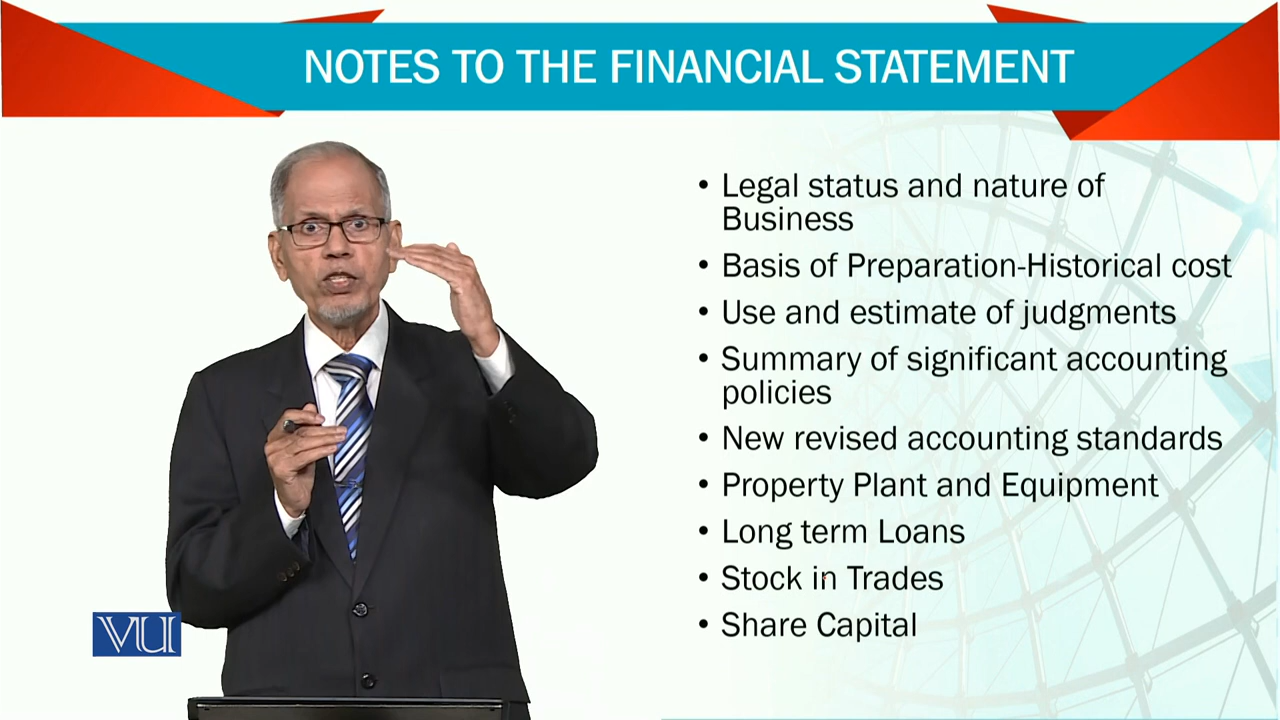 NOTES TO THE FINANCIAL STATEMENT
• Legal status and nature of
Business
• Basis of Preparation-Historical cost
• Use and estimate of judgments
• Summary of significant accounting
policies
• New revised accounting standards
• Property Plant and Equipment
• Long term Loans
• Stock in Trades
• Share Capital
VU